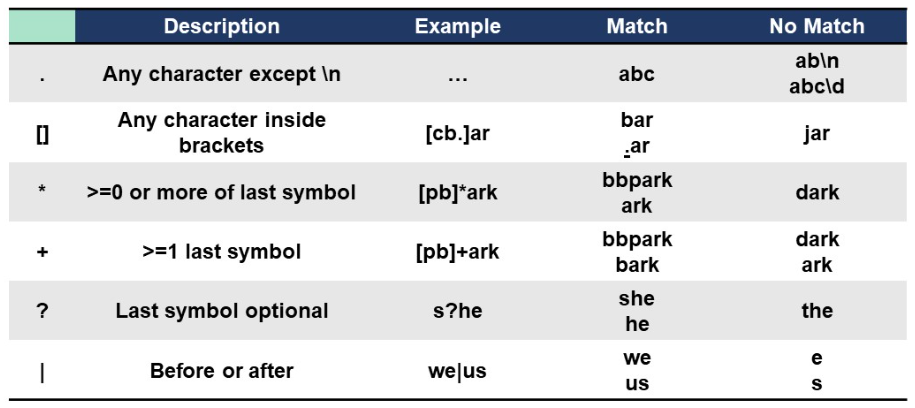 Description Example Match No Match
. Any character except \n ... abc ab\n
abc\d
[] Any character inside
brackets [cb.]ar bar
.ar jar
* >=0 or more of last symbol [pb]*ark bbpark
ark dark
+ >=1 last symbol [pb]+ark bbpark
bark dark
ark
? Last symbol optional s?he she
he the
| Before or after we|us we
us e
s